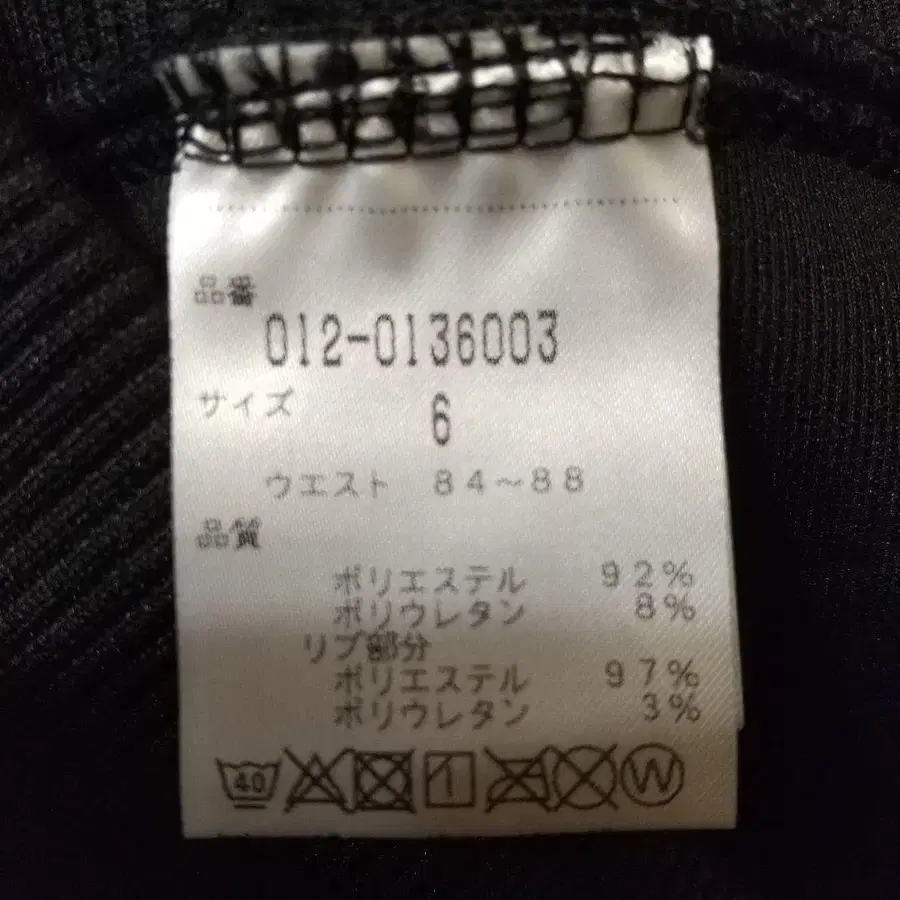 品番
012-0136003
サイズ 6
ウエスト 84～88
品質
ポリエステル 92%
ポリウレタン 8%
リブ部分
ポリエステル 97%
ポリウレタン 3%
40 W